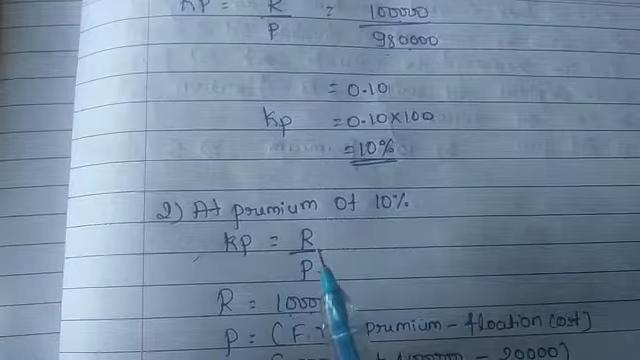 Kp = R/P = 100000/980000
= 0.10
Kp = 0.10×100
= 10%
2) At premium of 10%.
Kp = R/P
R = 1000
P = (F. premium - floation cost)
- 20000)